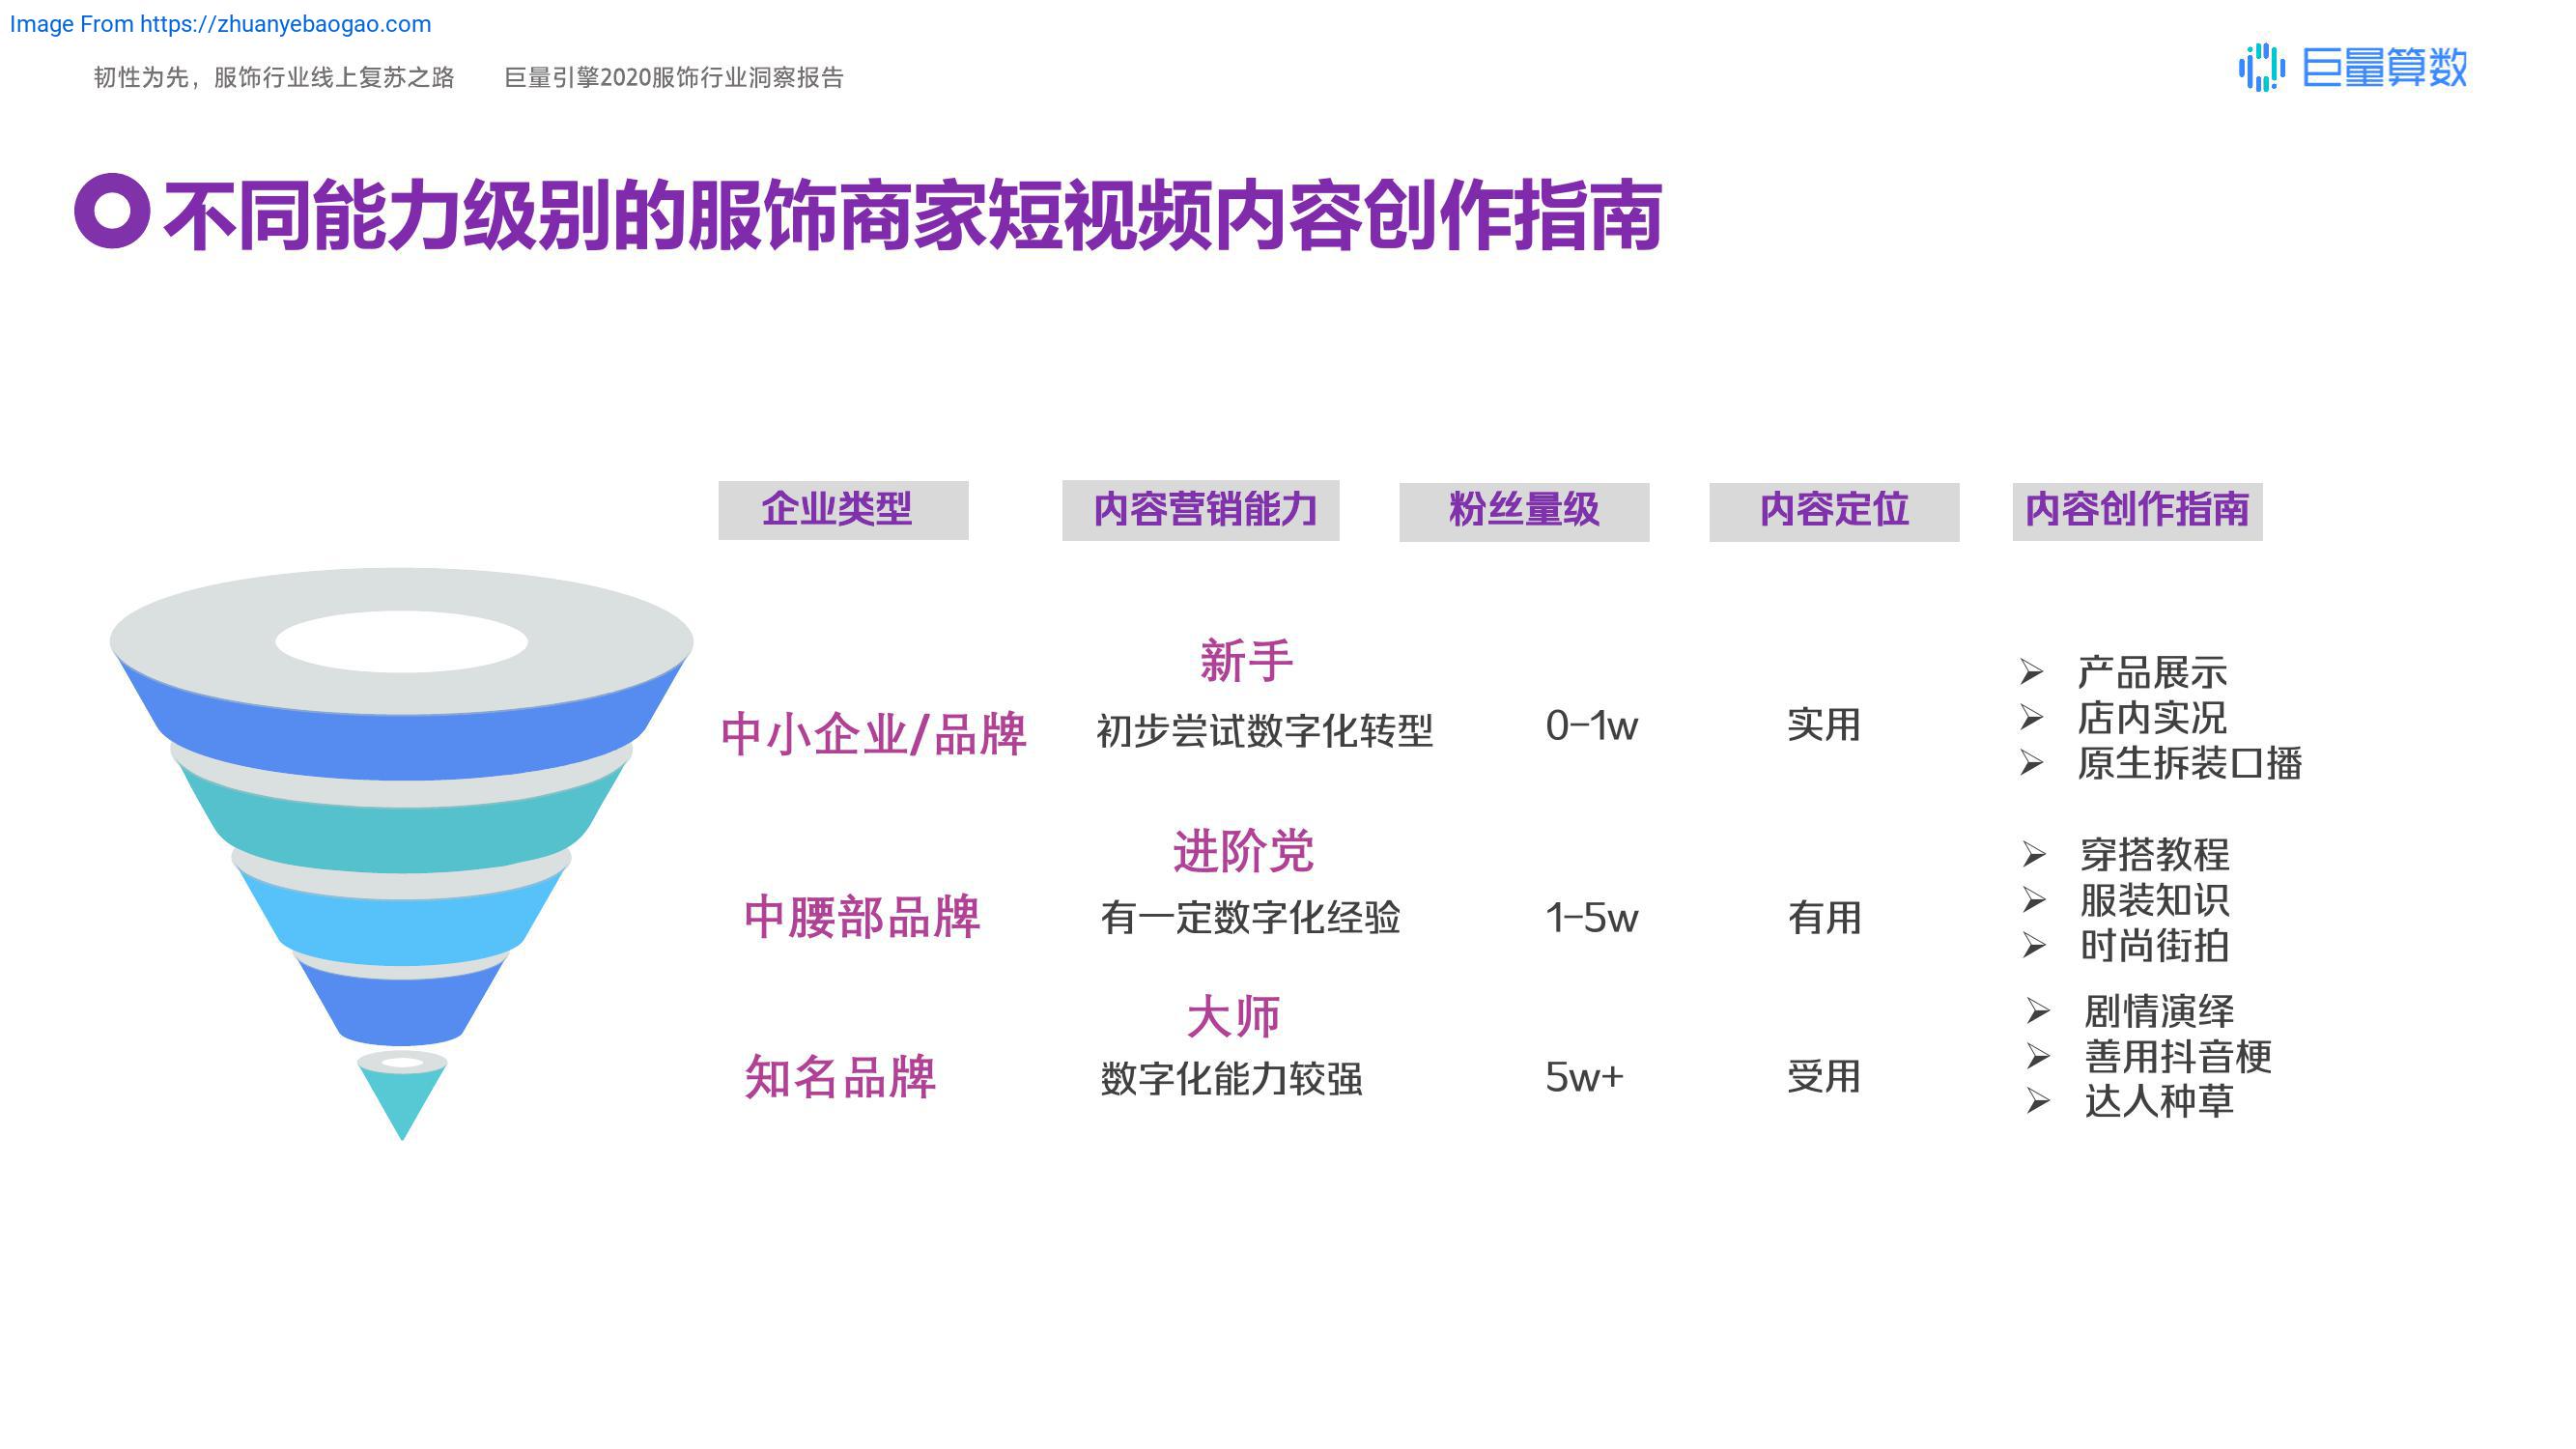 Image From https://zhuanyebaogao.com
韧性为先，服饰行业线上复苏之路 巨量引擎2020服饰行业洞察报告
巨量算数
不同能力级别的服饰商家短视频内容创作指南
企业类型 内容营销能力 粉丝量级 内容定位 内容创作指南
新手
中小企业/品牌 初步尝试数字化转型 0-1w 实用
产品展示
店内实况
原生拆装口播
进阶党
中腰部品牌 有一定数字化经验 1-5w 有用
穿搭教程
服装知识
时尚街拍
大师
知名品牌 数字化能力较强 5w+ 受用
剧情演绎
善用抖音梗
达人种草